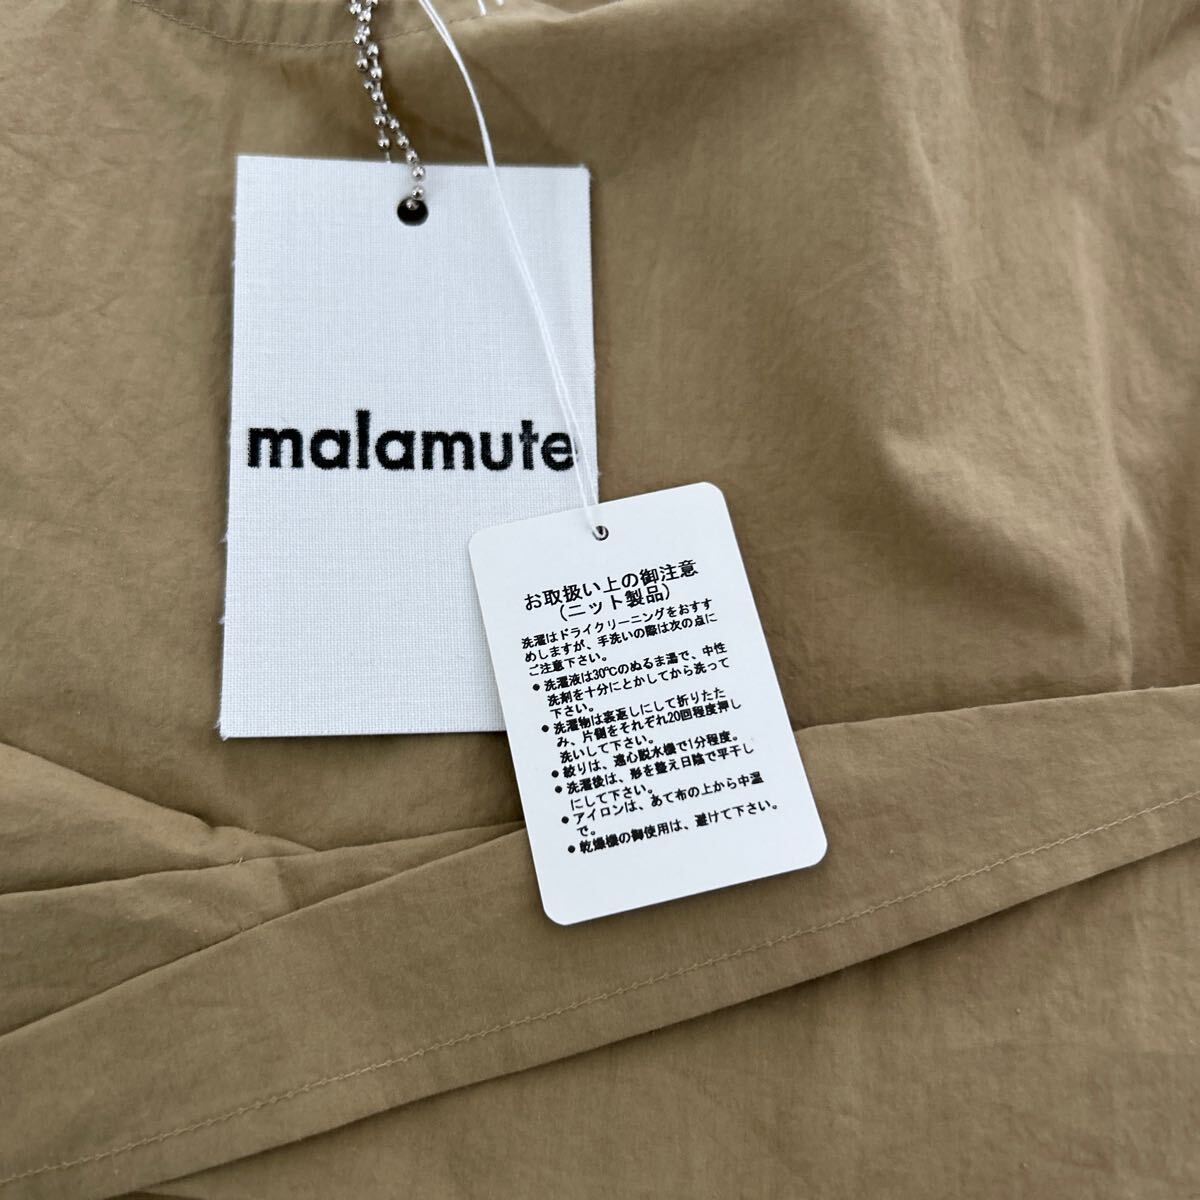 malamute
お取扱い上の御注意
(ニット製品)
洗濯はドライクリーニングをおすす
めしますが、手洗いの際は次の点に
ご注意下さい。
●洗濯液は30℃のぬるま湯で、中性
洗剤を十分にとかしてから洗って
下さい。
●洗濯物は裏返しにして折りたた
み、片側をそれぞれ20回程度押し
洗いして下さい。
●絞りは、遠心脱水機で1分程度。
●洗濯後は、形を整え日陰で平干し
にして下さい。
●アイロンは、あて布の上から中温
で。
●乾燥機の御使用は、避けて下さい。